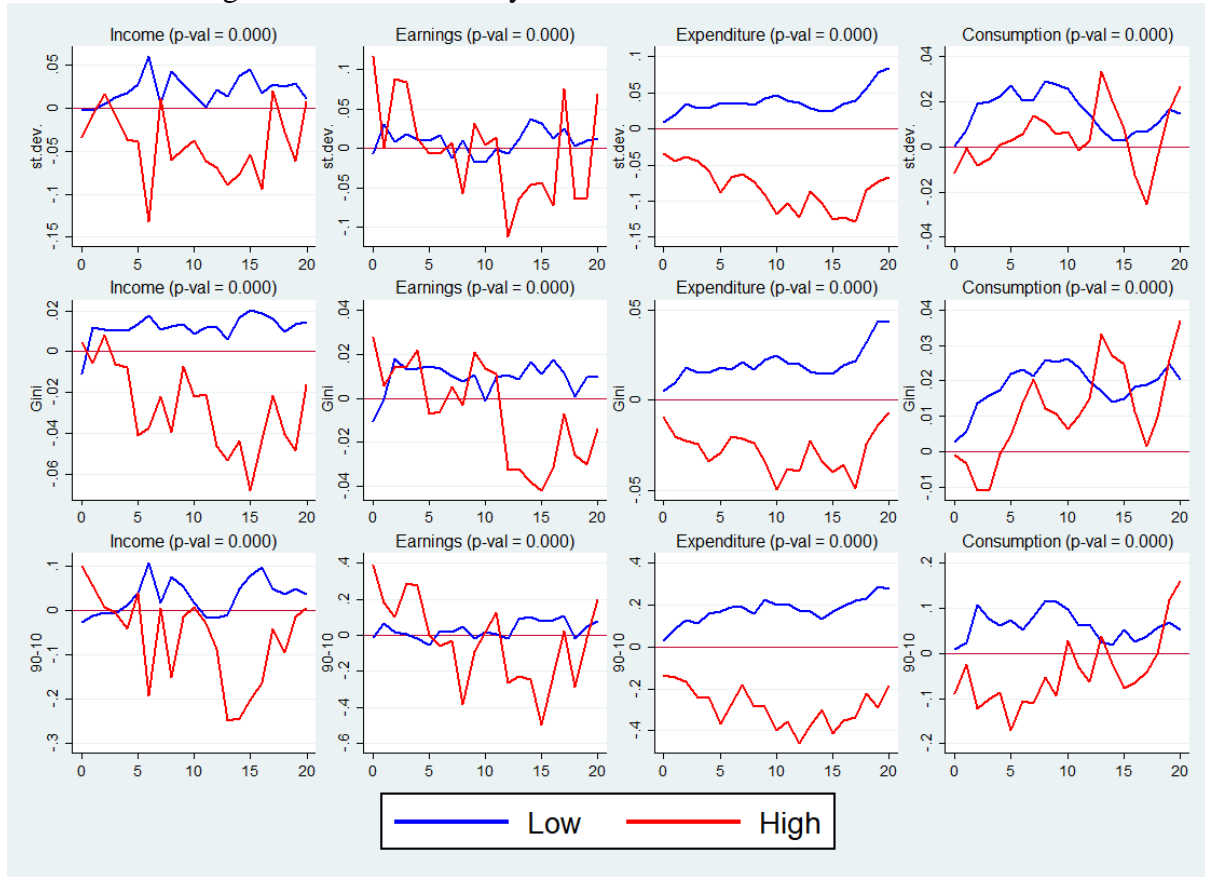 Income (p-val = 0.000)
st.dev.
.05
0
-.05
-.1
-.15
0 5 10 15 20
Earnings (p-val = 0.000)
st.dev.
.1
.05
0
-.05
-.1
0 5 10 15 20
Expenditure (p-val = 0.000)
st.dev.
.1
.05
0
-.05
-.1
-.15
0 5 10 15 20
Consumption (p-val = 0.000)
st.dev.
.04
.02
0
-.02
-.04
0 5 10 15 20
Income (p-val = 0.000)
Gini
.02
0
-.02
-.04
-.06
0 5 10 15 20
Earnings (p-val = 0.000)
Gini
.04
.02
0
-.02
-.04
0 5 10 15 20
Expenditure (p-val = 0.000)
Gini
.05
0
-.05
0 5 10 15 20
Consumption (p-val = 0.000)
Gini
.04
.03
.02
.01
0
-.01
0 5 10 15 20
Income (p-val = 0.000)
90-10
.1
0
-.1
-.2
-.3
0 5 10 15 20
Earnings (p-val = 0.000)
90-10
.4
.2
0
-.2
-.4
-.6
0 5 10 15 20
Expenditure (p-val = 0.000)
90-10
.4
.2
0
-.2
-.4
0 5 10 15 20
Consumption (p-val = 0.000)
90-10
.2
.1
0
-.1
-.2
0 5 10 15 20
Low High